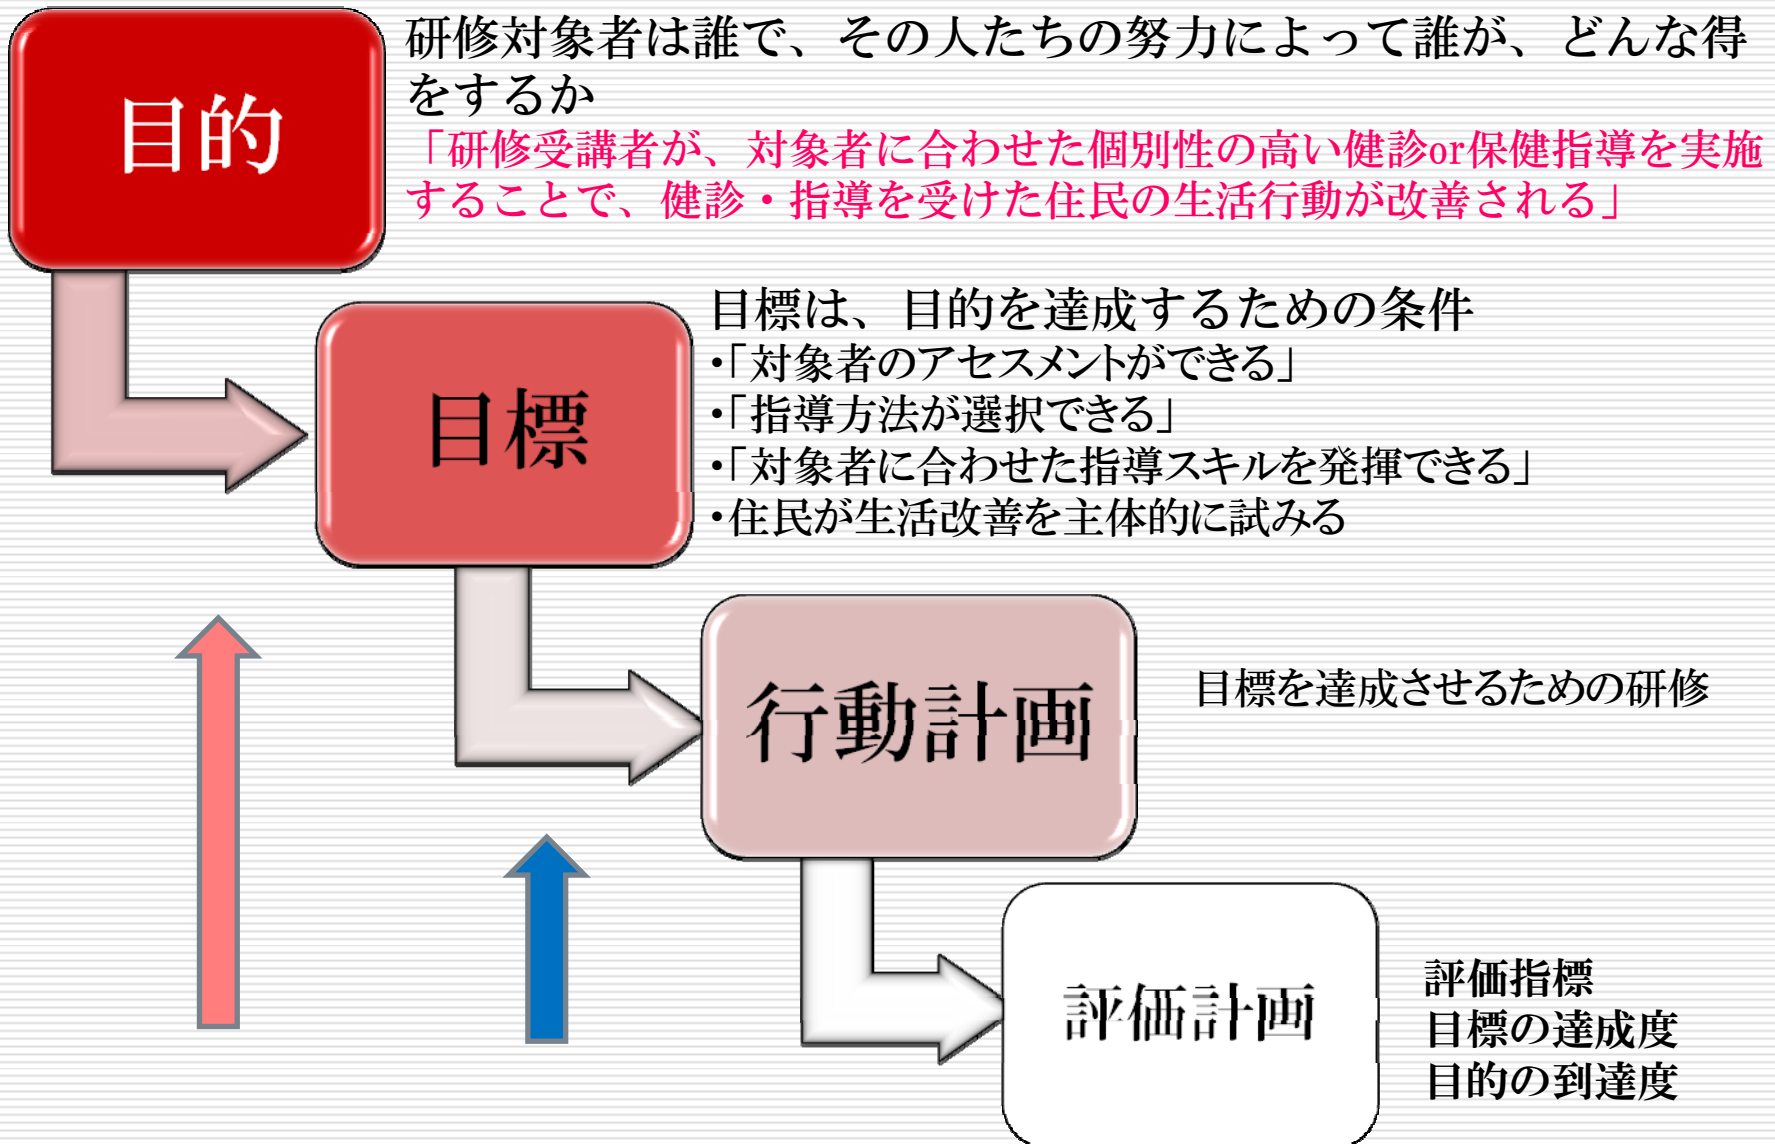 目的
研修対象者は誰で、その人たちの努力によって誰が、どんな得
をするか
「研修受講者が、対象者に合わせた個別性の高い健診or保健指導を実施
することで、健診・指導を受けた住民の生活行動が改善される」
目標
目標は、目的を達成するための条件
・「対象者のアセスメントができる」
・「指導方法が選択できる」
・「対象者に合わせた指導スキルを発揮できる」
・住民が生活改善を主体的に試みる
行動計画
目標を達成させるための研修
評価計画
評価指標
目標の達成度
目的の到達度